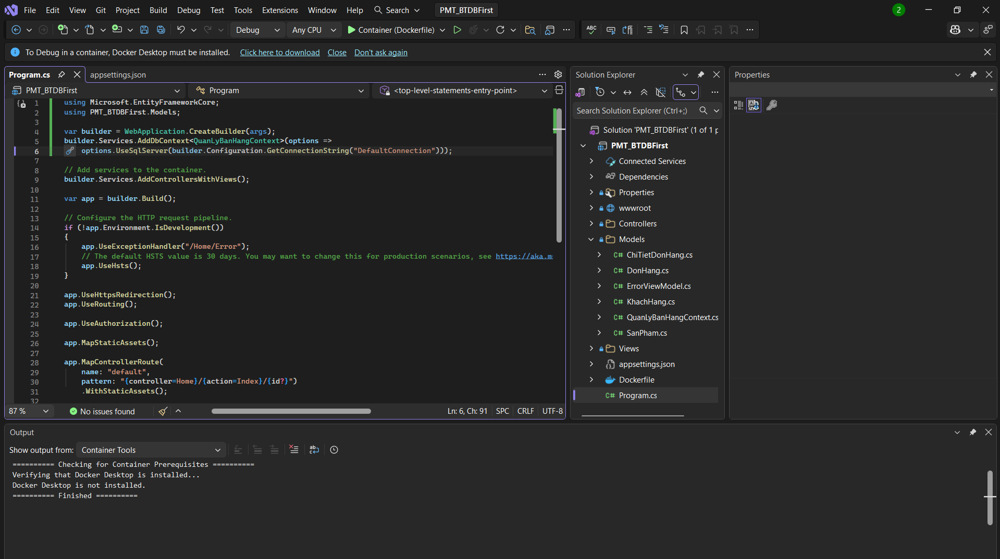 File Edit View Git Project Build Debug Test Tools Extensions Window Help Search PMT_BTDBFirst 2
Debug Any CPU Container (Dockerfile)
To Debug in a container, Docker Desktop must be installed. Click here to download Close Don't ask again
Program.cs appsettings.json
PMT_BTDBFirst Program <top-level-statements-entry-point>
1 using Microsoft.EntityFrameworkCore;
2 using PMT_BTDBFirst.Models;
3
4 var builder = WebApplication.CreateBuilder(args);
5 builder.Services.AddDbContext<QuanLyBanHangContext>(options =>
6 options.UseSqlServer(builder.Configuration.GetConnectionString("DefaultConnection")));
7
8 // Add services to the container.
9 builder.Services.AddControllersWithViews();
10
11 var app = builder.Build();
12
13 // Configure the HTTP request pipeline.
14 if (!app.Environment.IsDevelopment())
15 {
16 app.UseExceptionHandler("/Home/Error");
17 // The default HSTS value is 30 days. You may want to change this for production scenarios, see https://aka.m
18 app.UseHsts();
19 }
20
21 app.UseHttpsRedirection();
22 app.UseRouting();
23
24 app.UseAuthorization();
25
26 app.MapStaticAssets();
27
28 app.MapControllerRoute(
29 name: "default",
30 pattern: "{controller=Home}/{action=Index}/{id?}")
31 .WithStaticAssets();
32
87 % No issues found Ln: 6, Ch: 91 SPC CRLF UTF-8
Solution Explorer
Search Solution Explorer (Ctrl+;)
Solution 'PMT_BTDBFirst' (1 of 1 p
PMT_BTDBFirst
Connected Services
Dependencies
Properties
wwwroot
Controllers
Models
C# ChiTietDonHang.cs
C# DonHang.cs
C# ErrorViewModel.cs
C# KhachHang.cs
C# QuanLyBanHangContext.cs
C# SanPham.cs
Views
appsettings.json
Dockerfile
C# Program.cs
Properties
Output
Show output from: Container Tools
========== Checking for Container Prerequisites ==========
Verifying that Docker Desktop is installed...
Docker Desktop is not installed.
========== Finished ==========